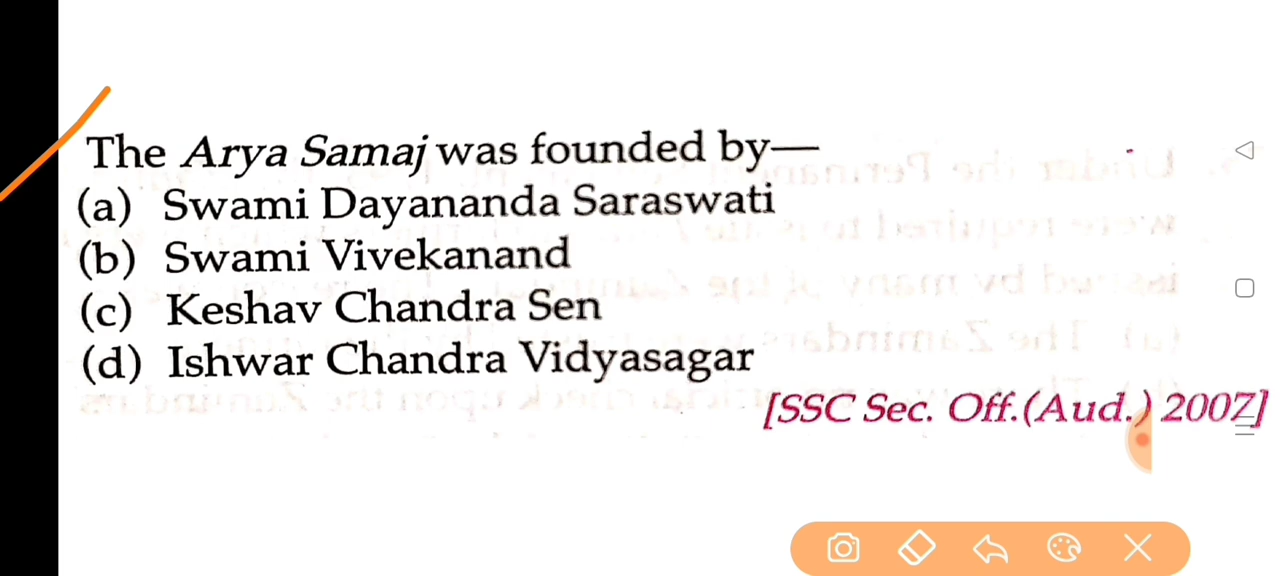 The Arya Samaj was founded by—
(a) Swami Dayananda Saraswati
(b) Swami Vivekanand
(c) Keshav Chandra Sen
(d) Ishwar Chandra Vidyasagar
[SSC Sec. Off.(Aud.) 2007]